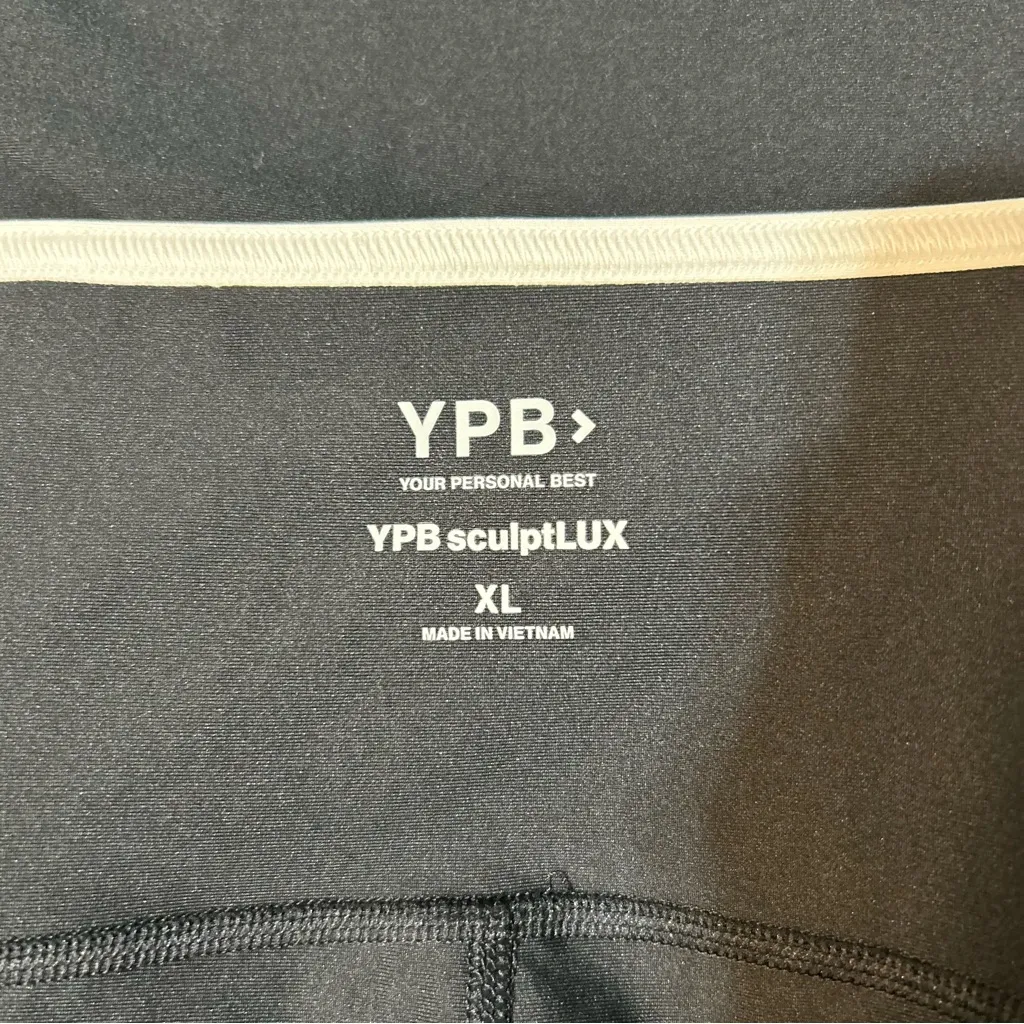 YPB>
YOUR PERSONAL BEST
YPB sculptLUX
XL
MADE IN VIETNAM